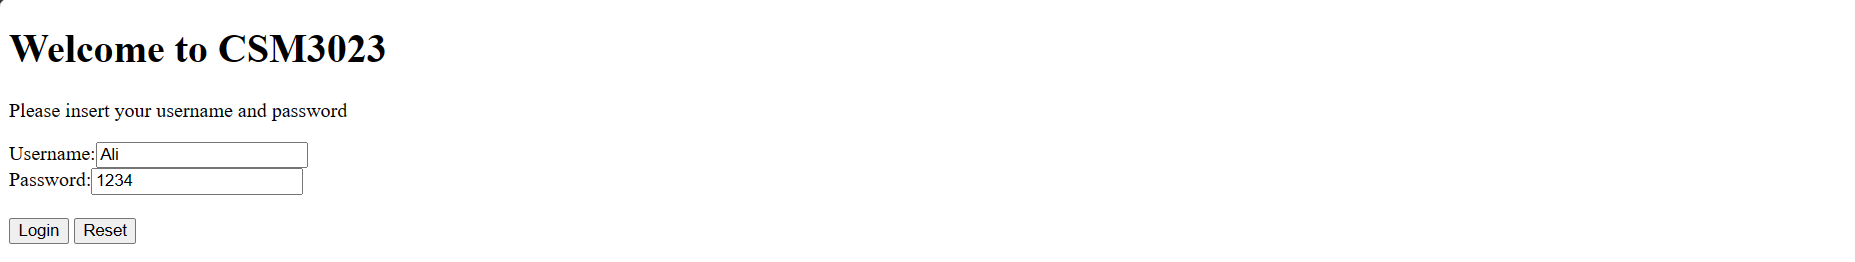 Welcome to CSM3023
Please insert your username and password
Username: Ali
Password: 1234
Login Reset